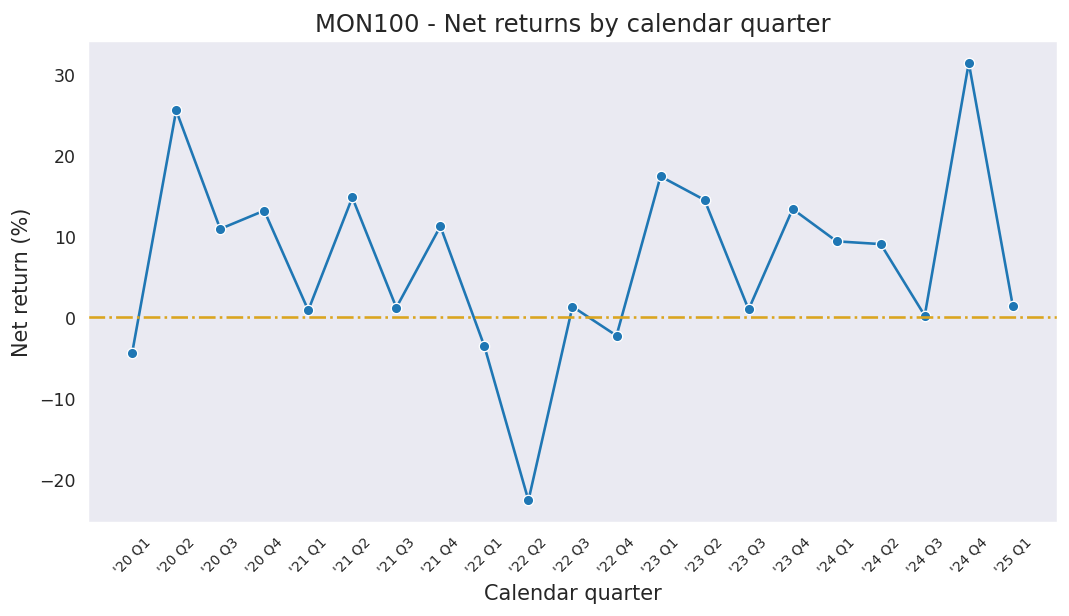 MON100 - Net returns by calendar quarter
Net return (%)
30
20
10
0
−10
−20
'20 Q1
'20 Q2
'20 Q3
'20 Q4
'21 Q1
'21 Q2
'21 Q3
'21 Q4
'22 Q1
'22 Q2
'22 Q3
'22 Q4
'23 Q1
'23 Q2
'23 Q3
'23 Q4
'24 Q1
'24 Q2
'24 Q3
'24 Q4
'25 Q1
Calendar quarter